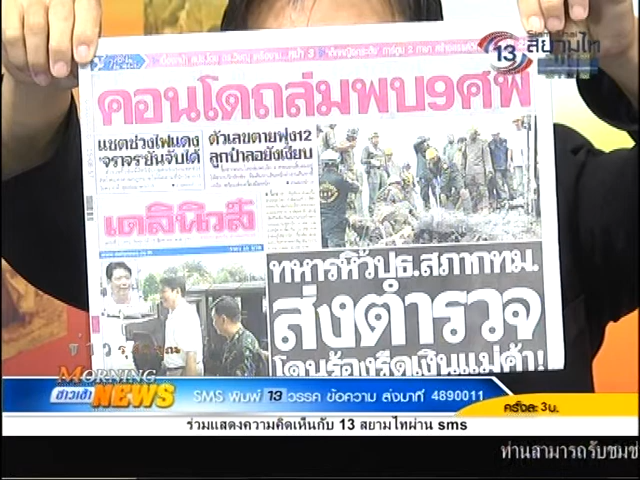 13 สยามไท
คอนโดถล่มพบ9ศพ
แชตช่วงไฟแดง
จราจรยันจับได้
ตัวเลขตายพุ่ง12
ลูกป๋าลอยังเงียบ
เดลินิวส์
ทหารหิ้วปธ.สภากทม.
ส่งตำรวจ
โดนร้องรีดเงินแม่ค้า!
MORNING
ข่าวเช้า NEWS
SMS พิมพ์ 13 วรรค ข้อความ ส่งมาที่ 4890011
ครั้งละ 3บ.
ร่วมแสดงความคิดเห็นกับ 13 สยามไทผ่าน sms
ท่านสามารถรับชมช่